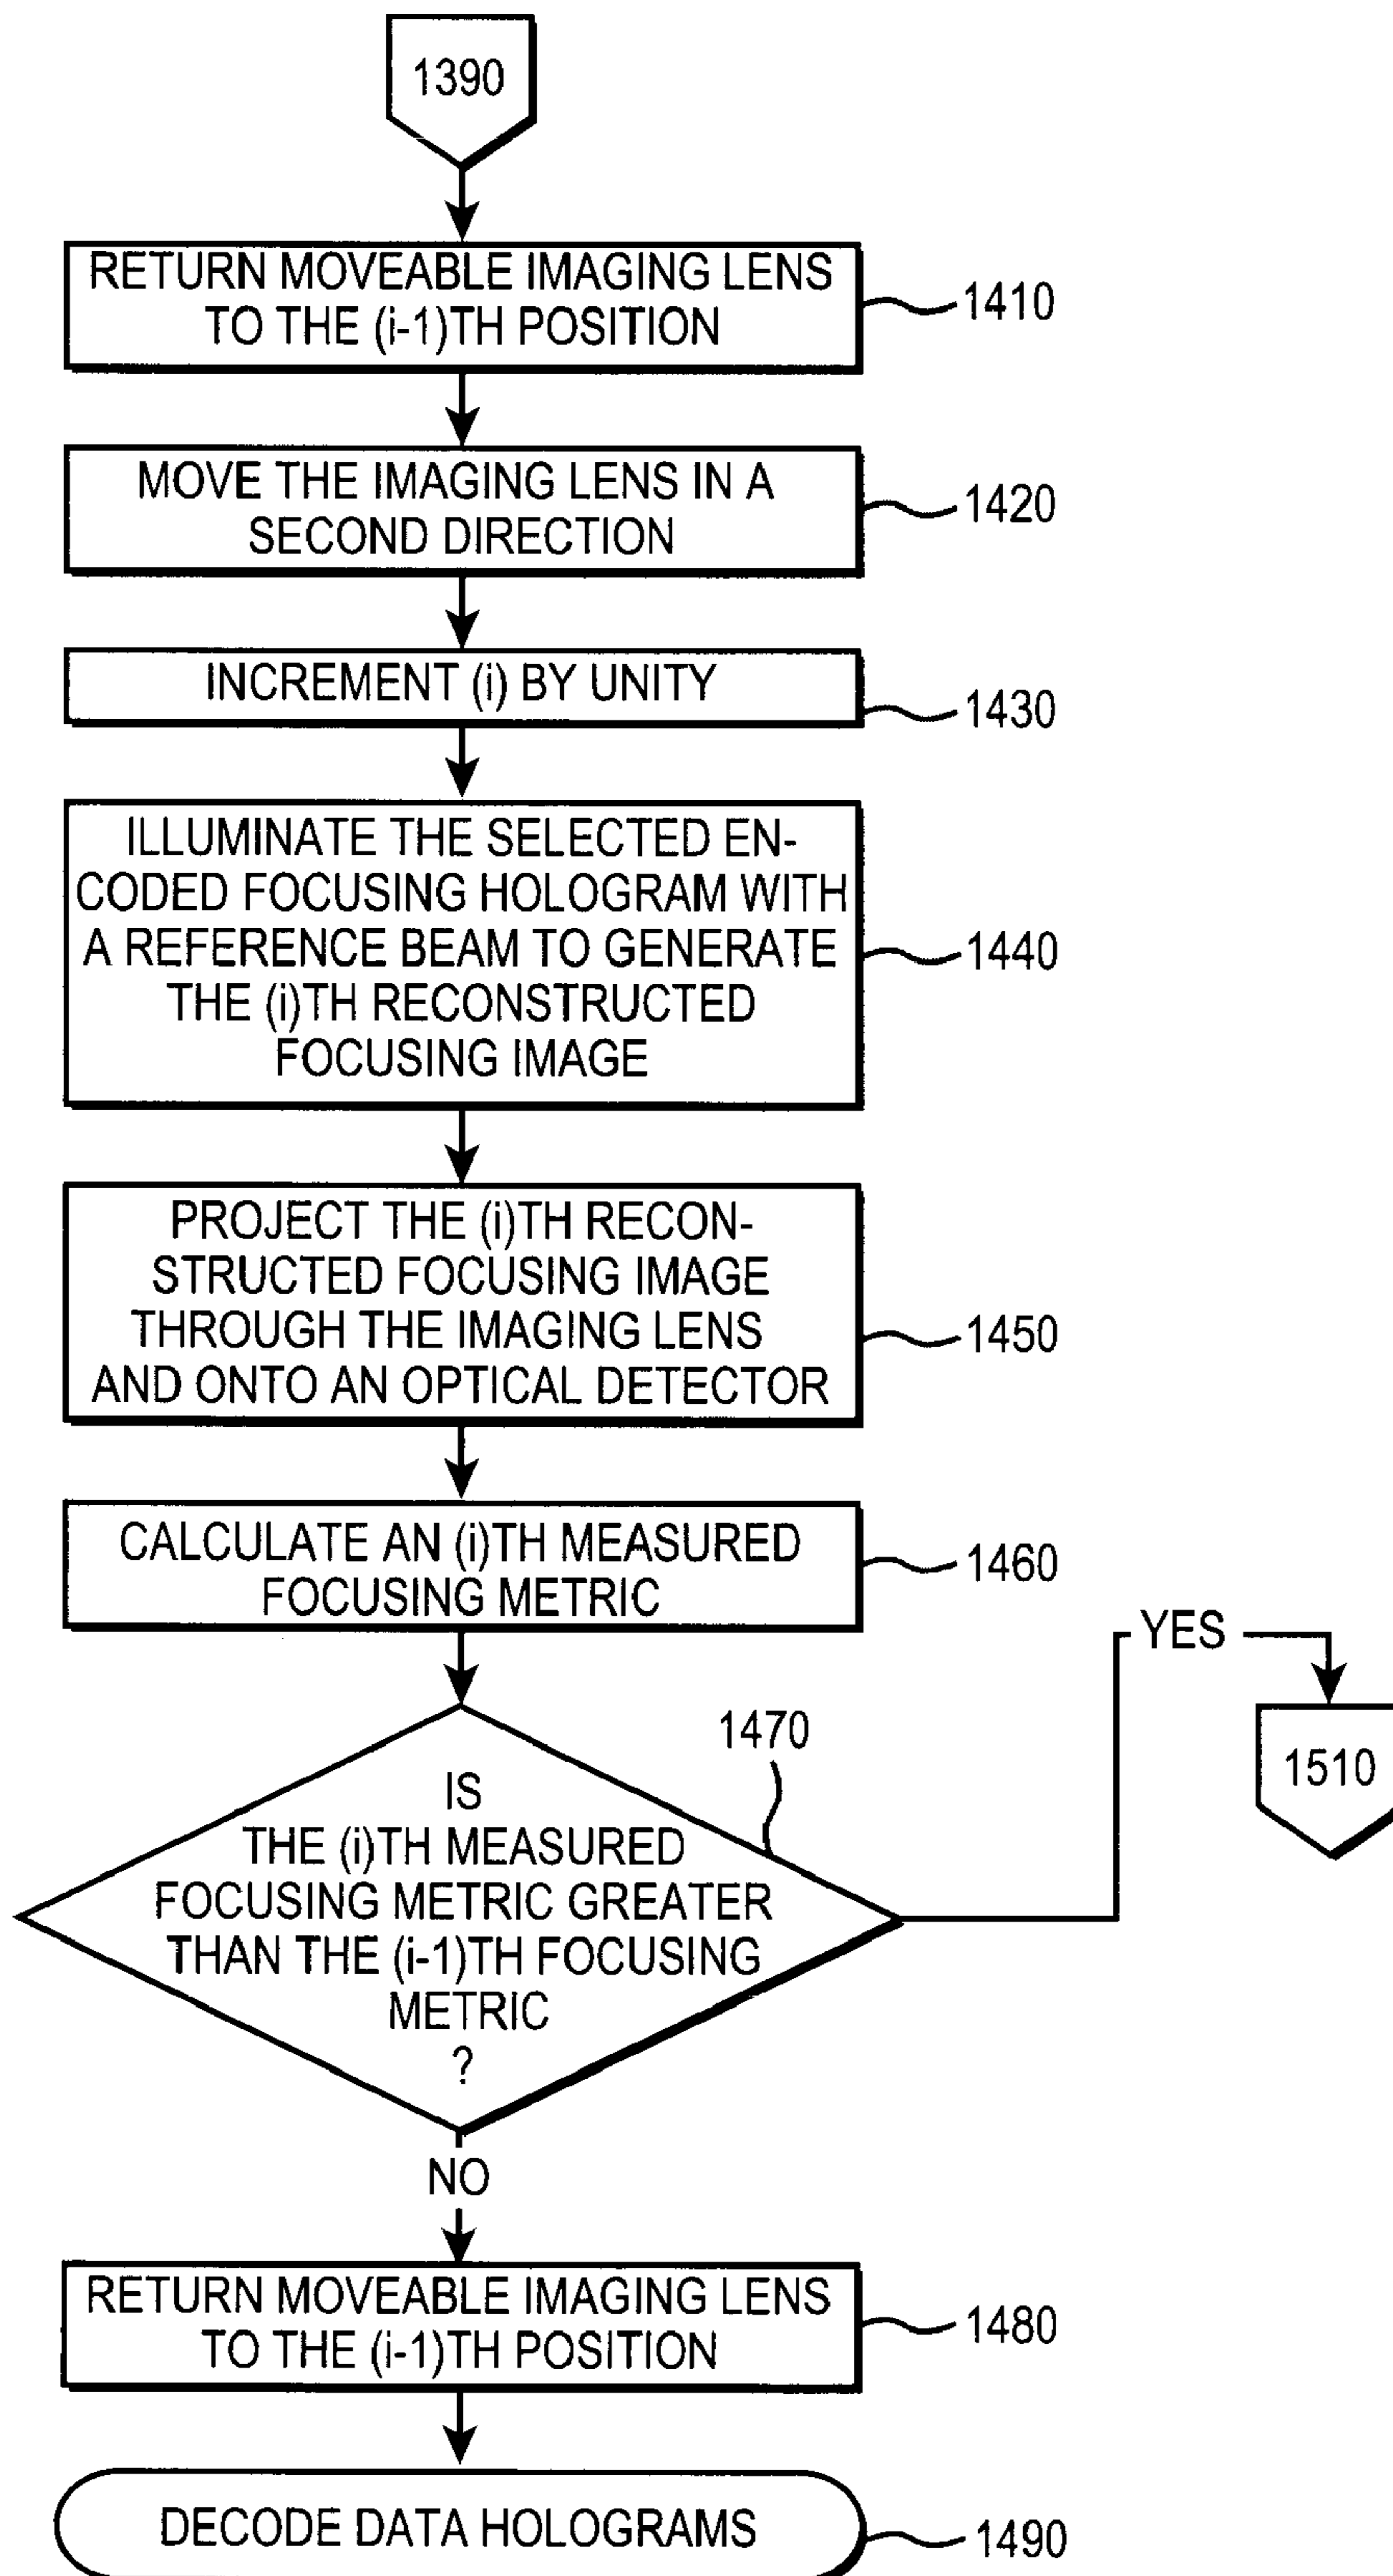 1390
RETURN MOVEABLE IMAGING LENS
TO THE (i-1)TH POSITION
1410
MOVE THE IMAGING LENS IN A
SECOND DIRECTION
1420
INCREMENT (i) BY UNITY
1430
ILLUMINATE THE SELECTED EN-
CODED FOCUSING HOLOGRAM WITH
A REFERENCE BEAM TO GENERATE
THE (i)TH RECONSTRUCTED
FOCUSING IMAGE
1440
PROJECT THE (i)TH RECON-
STRUCTED FOCUSING IMAGE
THROUGH THE IMAGING LENS
AND ONTO AN OPTICAL DETECTOR
1450
CALCULATE AN (i)TH MEASURED
FOCUSING METRIC
1460
YES
1510
1470
IS
THE (i)TH MEASURED
FOCUSING METRIC GREATER
THAN THE (i-1)TH FOCUSING
METRIC
?
NO
RETURN MOVEABLE IMAGING LENS
TO THE (i-1)TH POSITION
1480
DECODE DATA HOLOGRAMS
1490